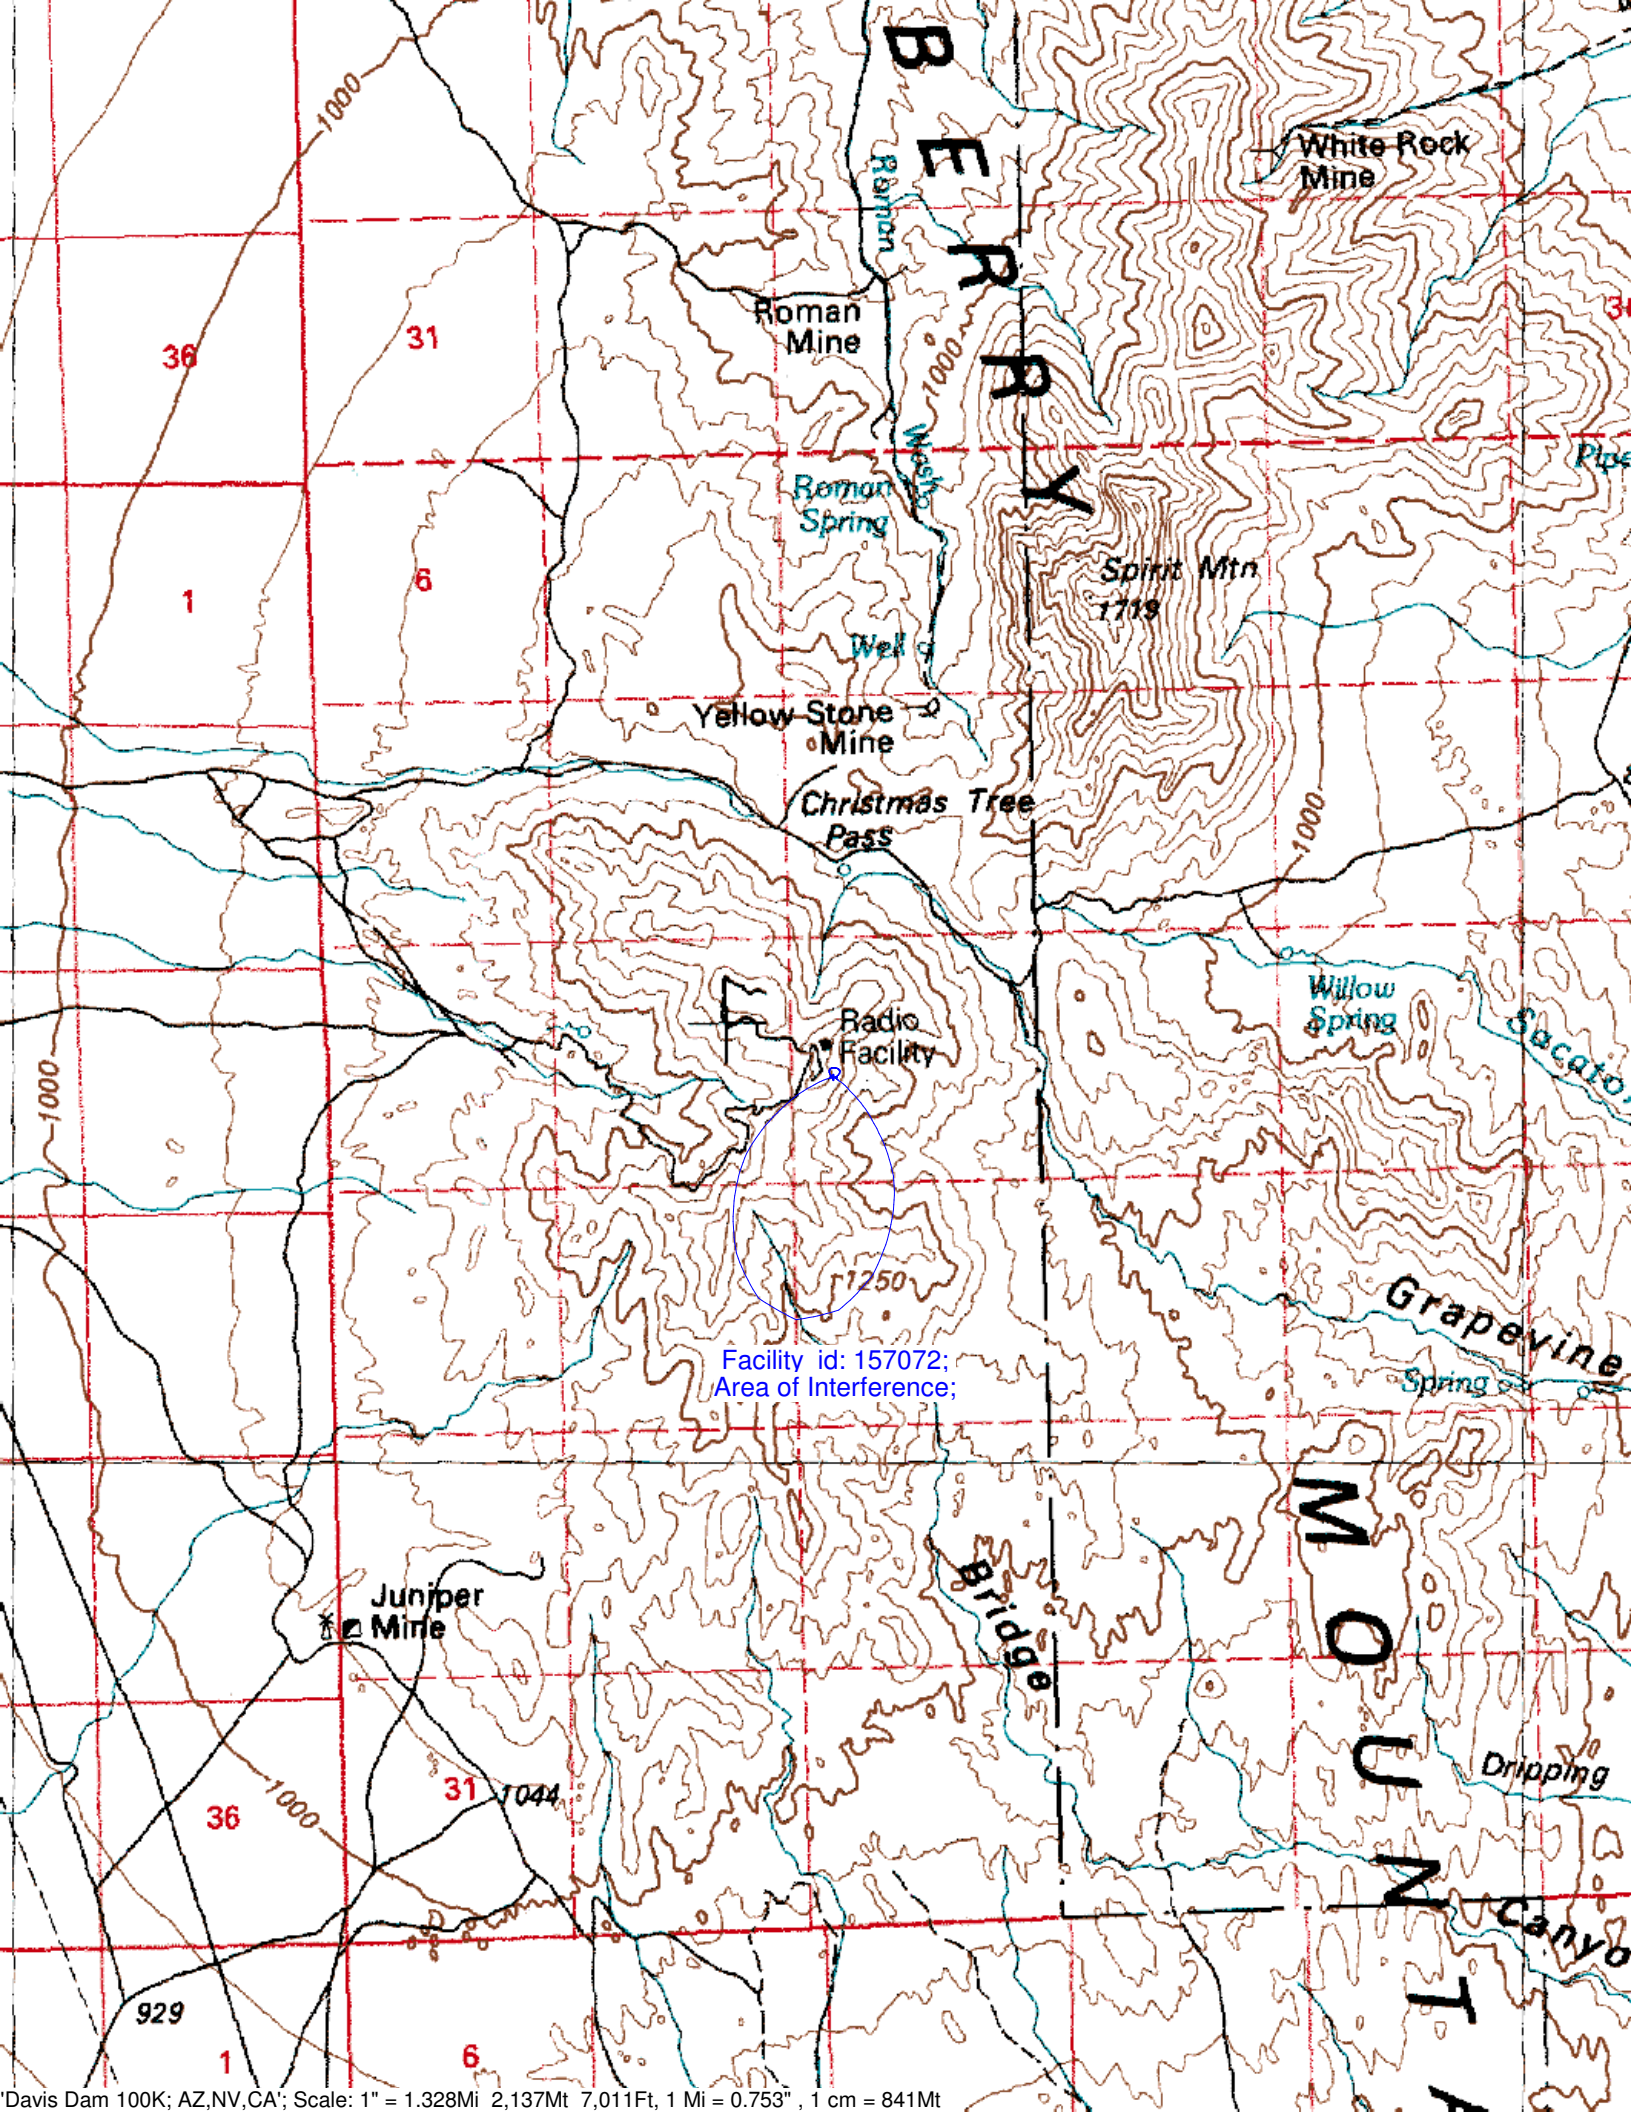 B
E
R
R
Y
1000
White Rock
Mine
Roman
36
31
Roman
Mine
1000
Wash
Pipe
Roman
Spring
1
6
Spirit Mtn
1719
Well
Yellow Stone
Mine
Christmas Tree
Pass
1000
Willow
Spring
Sacato
Radio
Facility
1000
1250
Grapevine
Spring
Facility id: 157072;
Area of Interference;
M
O
U
N
T
Bridge
Juniper
Mine
Dripping
31
1044
36
1000
Canyo
929
1
6
'Davis Dam 100K; AZ,NV,CA'; Scale: 1" = 1.328Mi 2,137Mt 7,011Ft, 1 Mi = 0.753" , 1 cm = 841Mt